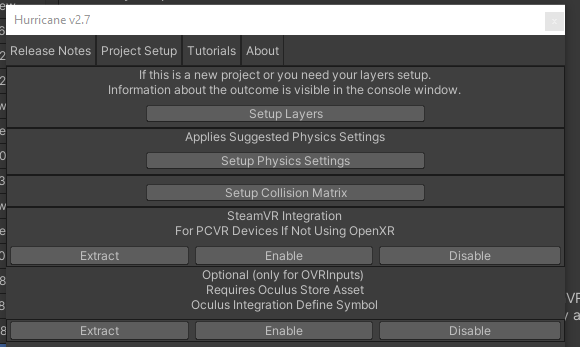 Hurricane v2.7
x
Release Notes Project Setup Tutorials About
If this is a new project or you need your layers setup.
Information about the outcome is visible in the console window.
Setup Layers
Applies Suggested Physics Settings
Setup Physics Settings
Setup Collision Matrix
SteamVR Integration
For PCVR Devices If Not Using OpenXR
Extract Enable Disable
Optional (only for OVRInputs)
Requires Oculus Store Asset
Oculus Integration Define Symbol
Extract Enable Disable